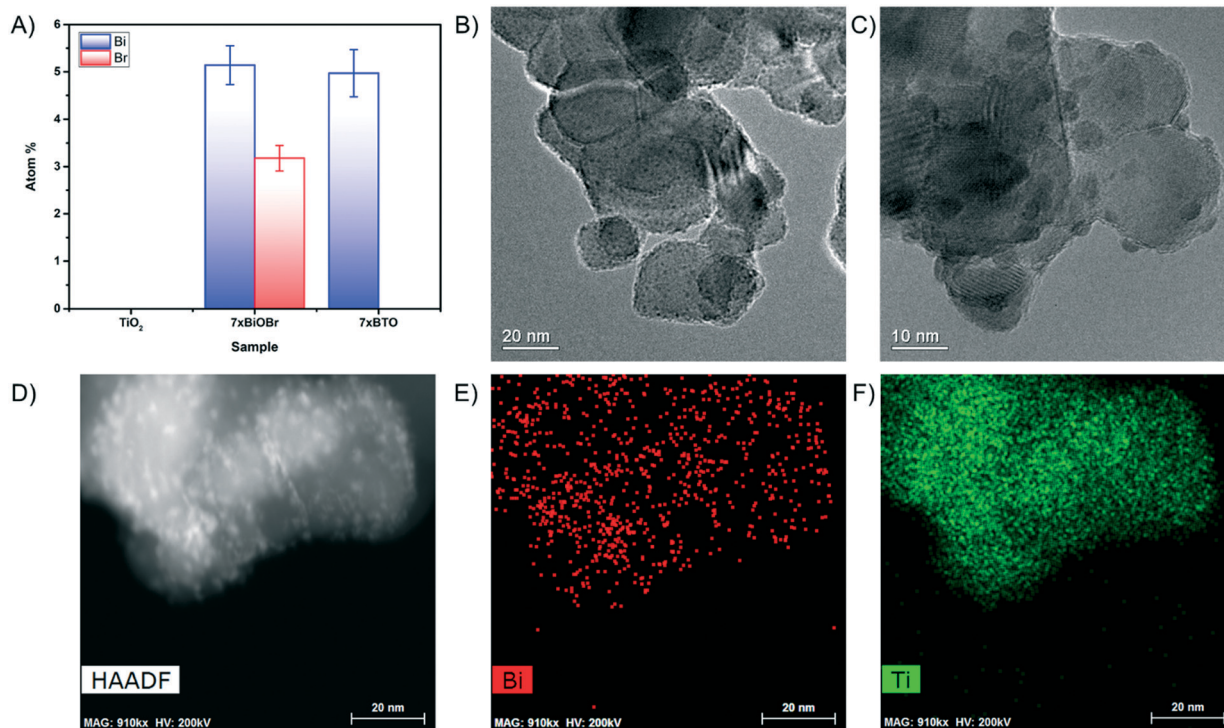 A)
6
5
4
3
2
1
0
Atom %
Bi
Br
TiO₂
7xBiOBr
7xBTO
Sample
B)
20 nm
C)
10 nm
D)
HAADF
20 nm
MAG: 910kx HV: 200kV
E)
Bi
20 nm
MAG: 910kx HV: 200kV
F)
Ti
20 nm
MAG: 910kx HV: 200kV